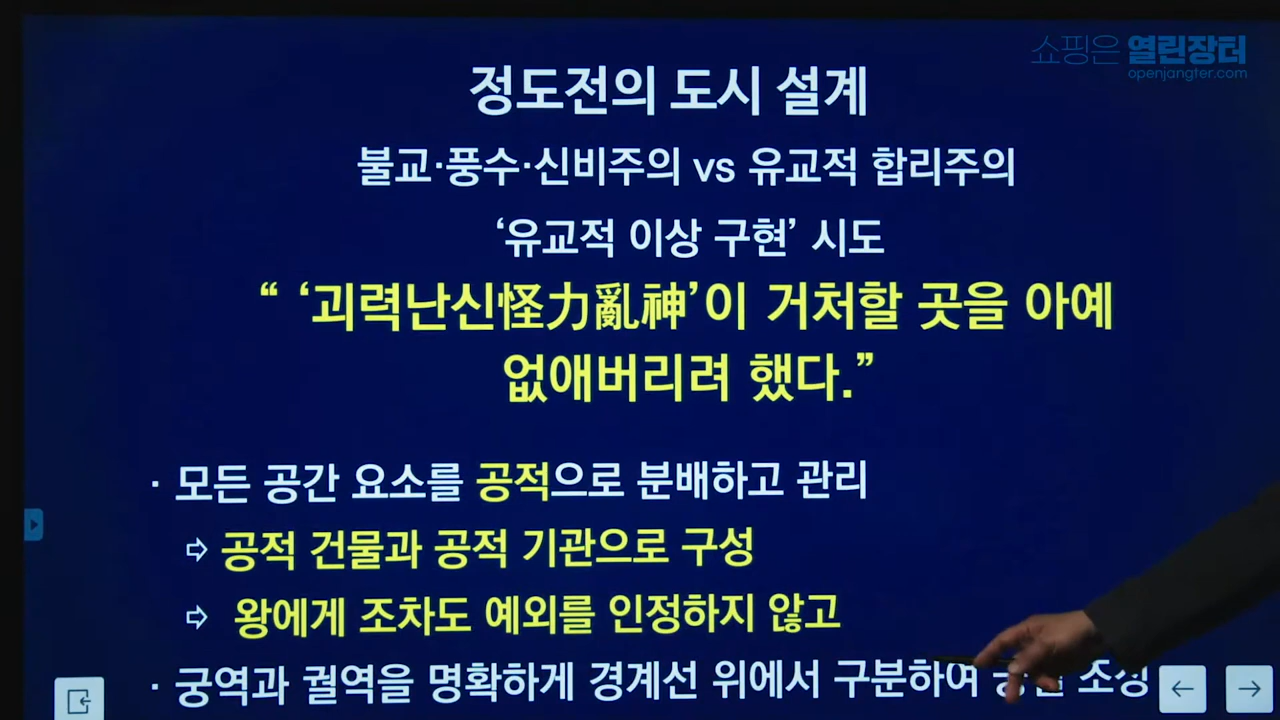 쇼핑은 열린장터
openjangter.com
정도전의 도시 설계
불교·풍수·신비주의 vs 유교적 합리주의
‘유교적 이상 구현’ 시도
“ ‘괴력난신怪力亂神’이 거처할 곳을 아예
없애버리려 했다.”
· 모든 공간 요소를 공적으로 분배하고 관리
⇨ 공적 건물과 공적 기관으로 구성
⇨ 왕에게 조차도 예외를 인정하지 않고
· 궁역과 궐역을 명확하게 경계선 위에서 구분하여 조성